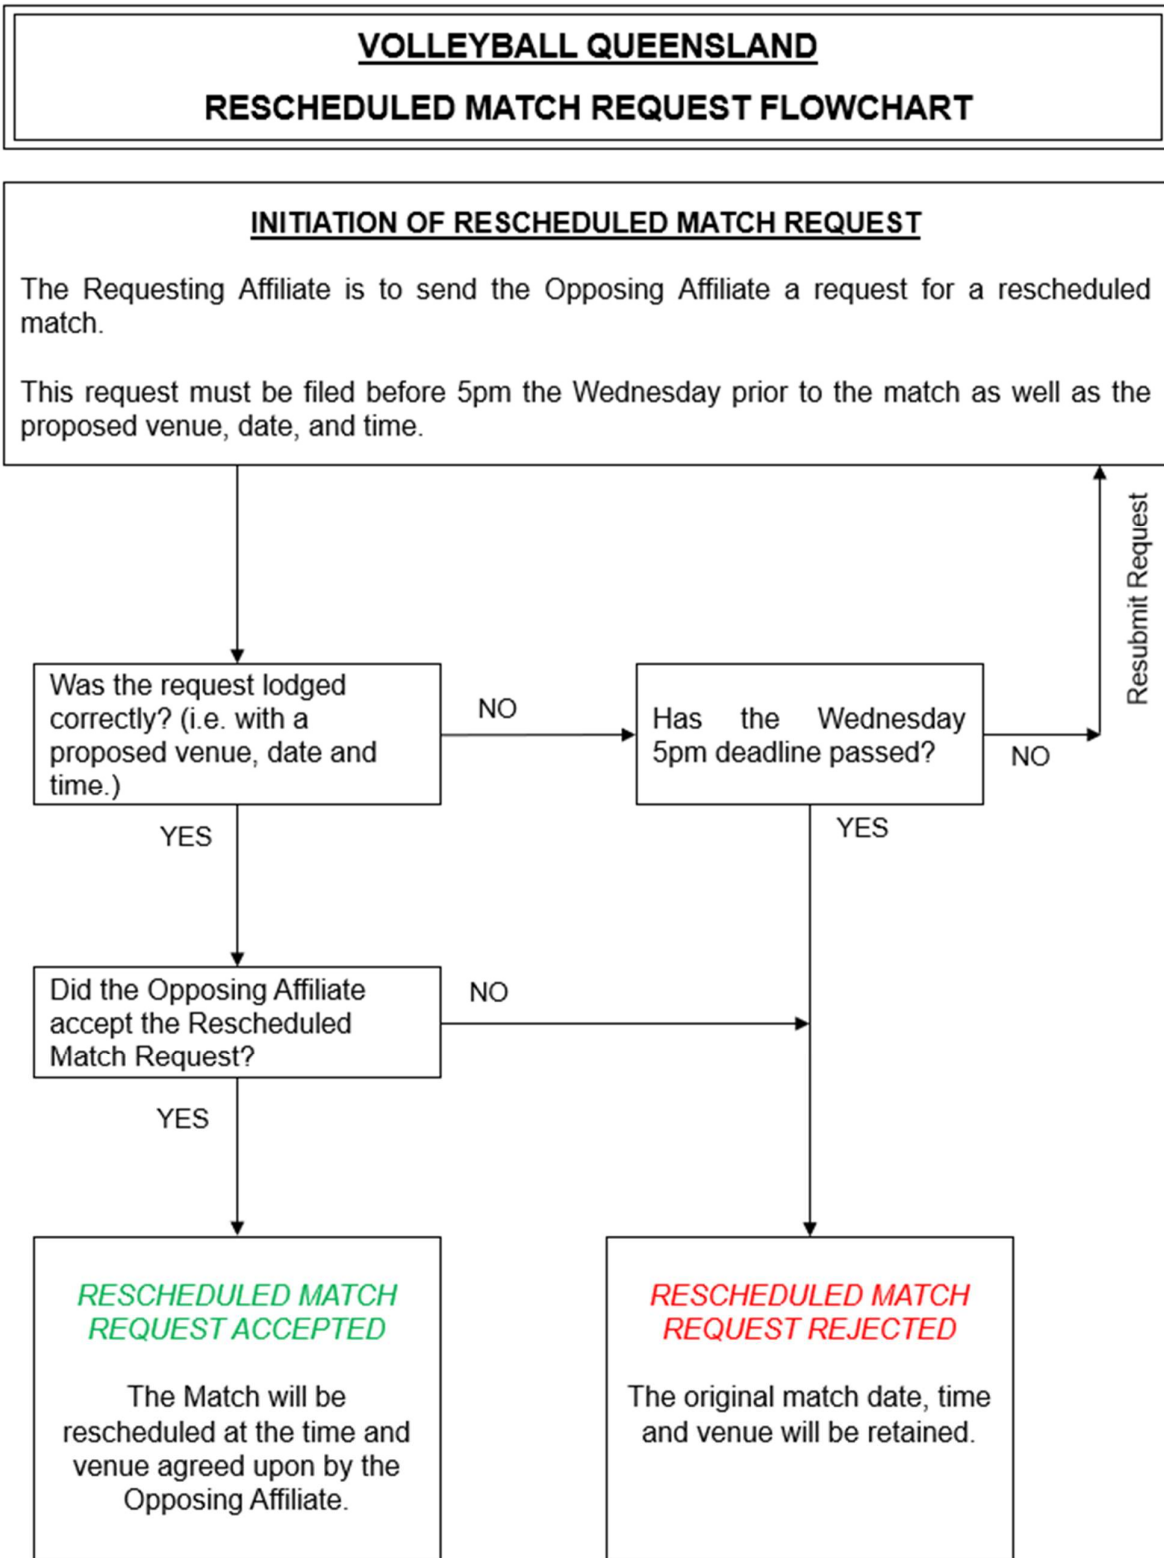 VOLLEYBALL QUEENSLAND
RESCHEDULED MATCH REQUEST FLOWCHART
INITIATION OF RESCHEDULED MATCH REQUEST
The Requesting Affiliate is to send the Opposing Affiliate a request for a rescheduled
match.
This request must be filed before 5pm the Wednesday prior to the match as well as the
proposed venue, date, and time.
Resubmit Request
Was the request lodged
correctly? (i.e. with a
proposed venue, date and
time.)
NO
Has the Wednesday
5pm deadline passed?
NO
YES
YES
Did the Opposing Affiliate
accept the Rescheduled
Match Request?
NO
YES
RESCHEDULED MATCH
REQUEST ACCEPTED
The Match will be
rescheduled at the time and
venue agreed upon by the
Opposing Affiliate.
RESCHEDULED MATCH
REQUEST REJECTED
The original match date, time
and venue will be retained.